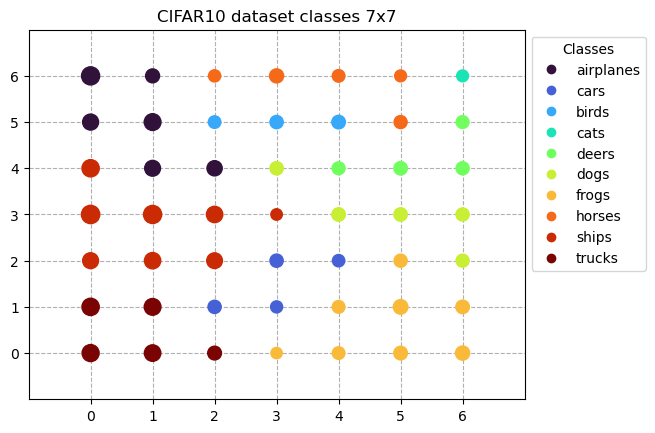 CIFAR10 dataset classes 7x7
6
5
4
3
2
1
0
0 1 2 3 4 5 6
Classes
airplanes
cars
birds
cats
deers
dogs
frogs
horses
ships
trucks